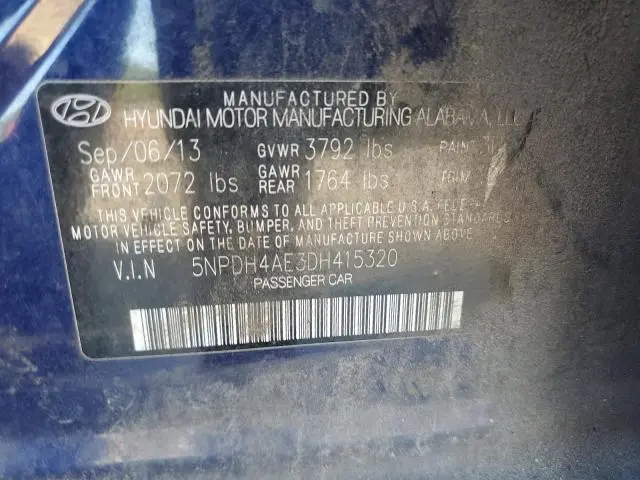 MANUFACTURED BY
HYUNDAI MOTOR MANUFACTURING ALABAMA, LLC
Sep/06/13 GVWR 3792 lbs PAINT
GAWR FRONT 2072 lbs GAWR REAR 1764 lbs
THIS VEHICLE CONFORMS TO ALL APPLICABLE U.S.A. FEDE
MOTOR VEHICLE SAFETY, BUMPER, AND THEFT PREVENTION STANDARDS
IN EFFECT ON THE DATE OF MANUFACTURE SHOWN ABOVE.
V.I.N 5NPDH4AE3DH415320
PASSENGER CAR